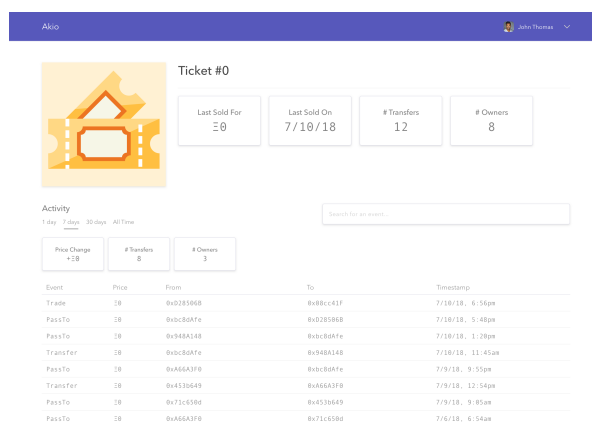 Akio
John Thomas
Ticket #0
Last Sold For
Ξ0
Last Sold On
7/10/18
# Transfers
12
# Owners
8
Activity
1 day 7 days 30 days All Time
Search for an event...
Price Change
+Ξ8
# Transfers
8
# Owners
3
Event Price From To Timestamp
Trade Ξ0 0xD285068 0x08cc41F 7/10/18, 6:56pm
PassTo Ξ0 0xbc8dAfe 0xD285068 7/10/18, 5:48pm
PassTo Ξ0 0x948A148 0xbc8dAfe 7/10/18, 1:28pm
Transfer Ξ0 0xbc8dAfe 0x948A148 7/10/18, 11:45am
PassTo Ξ0 0xA66A3F0 0xbc8dAfe 7/9/18, 9:55pm
Transfer Ξ0 0x453b649 0xA66A3F0 7/9/18, 12:54pm
PassTo Ξ0 0x71c650d 0x453b649 7/9/18, 9:05am
PassTo Ξ0 0xA66A3F0 0x71c650d 7/6/18, 6:54am